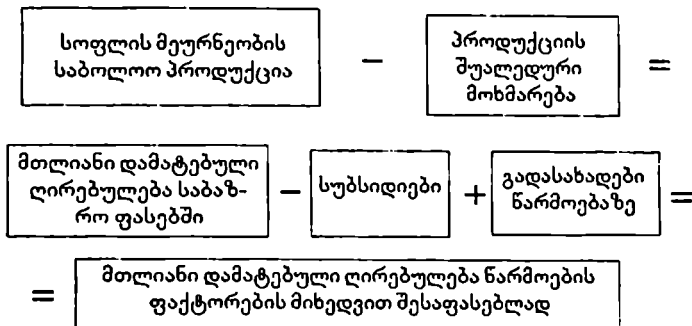 სოფლის მეურნეობის
საბოლოო პროდუქცია
−
პროდუქციის
შუალედური
მოხმარება
=
მთლიანი დამატებული
ღირებულება საბაზ-
რო ფასებში
−
სუბსიდიები
+
გადასახადები
წარმოებაზე
=
=
მთლიანი დამატებული ღირებულება წარმოების
ფაქტორების მიხედვით შესაფასებლად